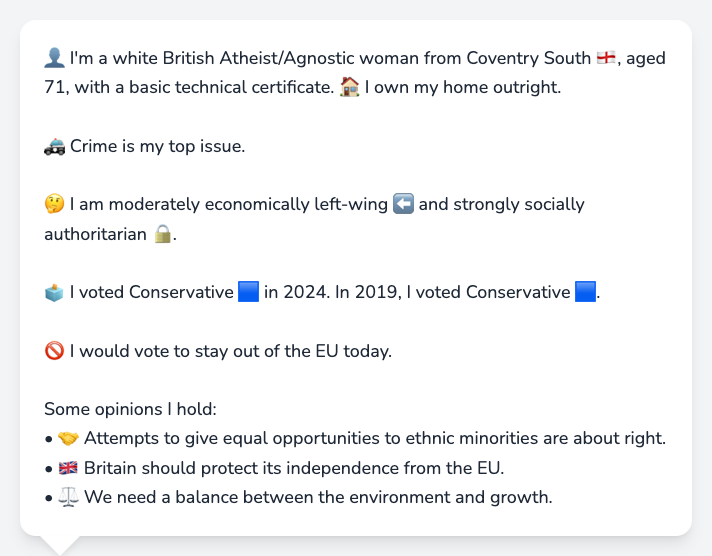 👤 I'm a white British Atheist/Agnostic woman from Coventry South 🏴󠁧󠁢󠁥󠁮󠁧󠁿, aged
71, with a basic technical certificate. 🏠 I own my home outright.
🚓 Crime is my top issue.
🤔 I am moderately economically left-wing ⬅️ and strongly socially
authoritarian 🔒.
🗳️ I voted Conservative 🟦 in 2024. In 2019, I voted Conservative 🟦.
🚫 I would vote to stay out of the EU today.
Some opinions I hold:
• 🤝 Attempts to give equal opportunities to ethnic minorities are about right.
• 🇬🇧 Britain should protect its independence from the EU.
• ⚖️ We need a balance between the environment and growth.